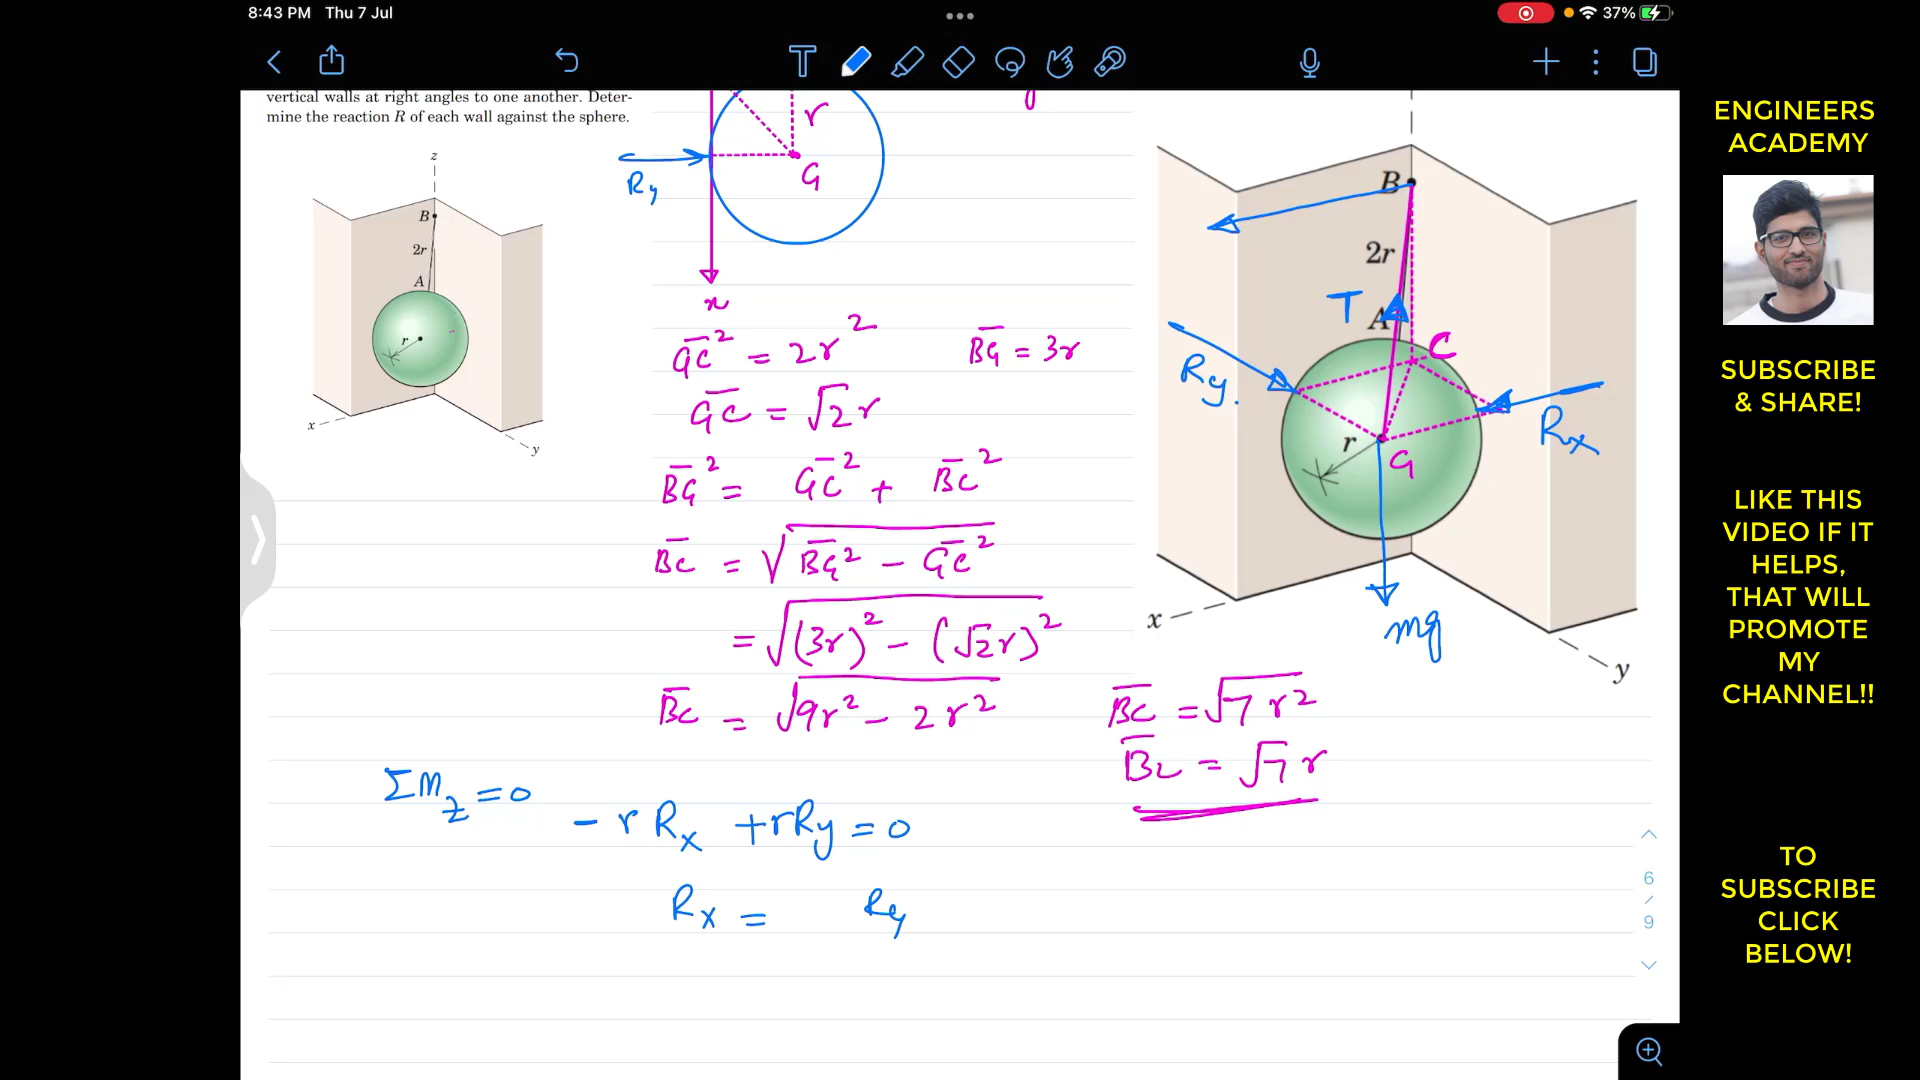 8:43 PM Thu 7 Jul
37%
T
vertical walls at right angles to one another. Deter-
mine the reaction R of each wall against the sphere.
z
B
2r
A
r
x
y
r
G
Ry
x
GC² = 2r²
BG = 3r
GC = √2 r
BG² = GC² + BC²
BC = √BG² - GC²
= √(3r)² - (√2r)²
BC = √9r² - 2r²
BC = √7r²
BC = √7 r
ΣMz = 0
- r Rx + rRy = 0
Rx = Ry
B
2r
T
A
C
Ry
Rx
r
G
mg
x
y
6
9
ENGINEERS
ACADEMY
SUBSCRIBE
& SHARE!
LIKE THIS
VIDEO IF IT
HELPS,
THAT WILL
PROMOTE
MY
CHANNEL!!
TO
SUBSCRIBE
CLICK
BELOW!